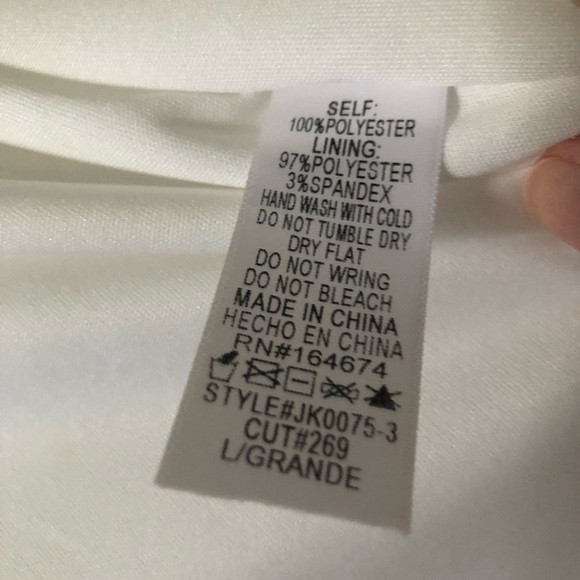 SELF:
100%POLYESTER
LINING:
97%POLYESTER
3%SPANDEX
HAND WASH WITH COLD
DO NOT TUMBLE DRY
DRY FLAT
DO NOT WRING
DO NOT BLEACH
MADE IN CHINA
HECHO EN CHINA
RN#164674
STYLE#JK0075-3
CUT#269
L/GRANDE